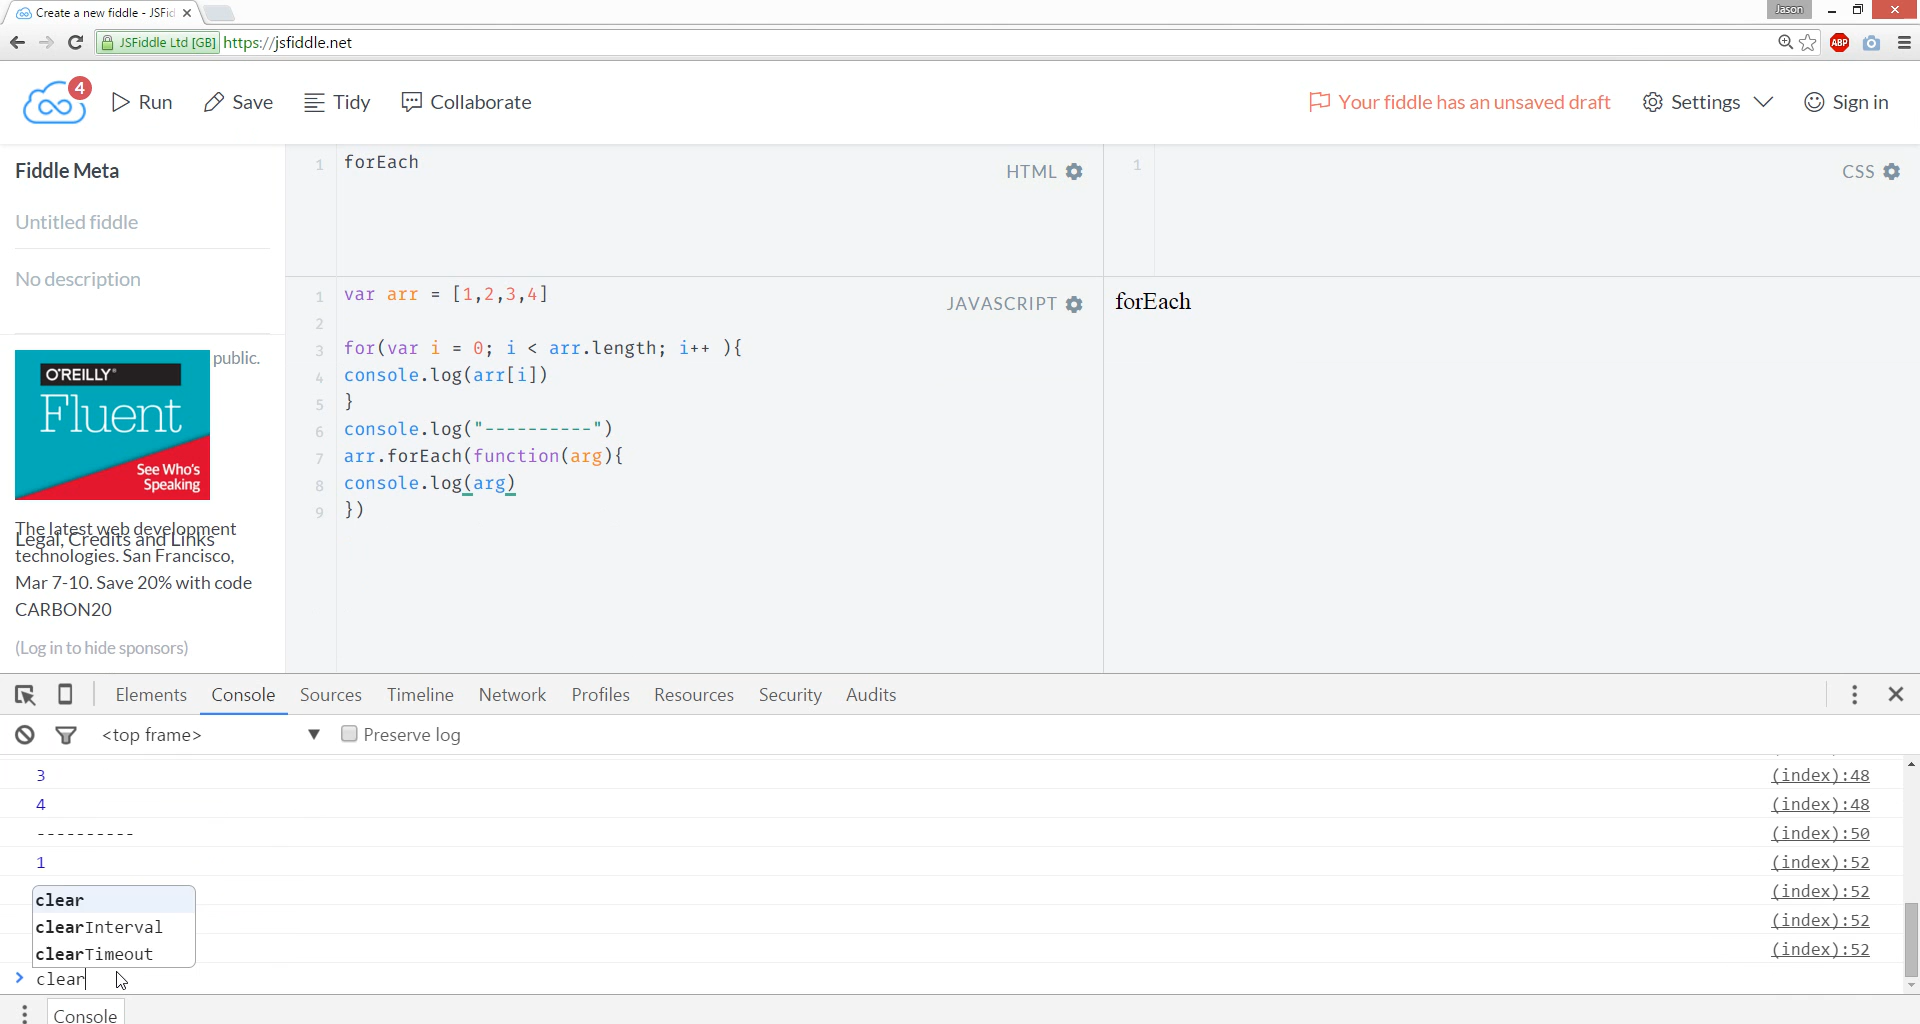 Create a new fiddle - JSFid
Jason
JSFiddle Ltd [GB] https://jsfiddle.net
ABP
4
Run
Save
Tidy
Collaborate
Your fiddle has an unsaved draft
Settings
Sign in
Fiddle Meta
Untitled fiddle
No description
public.
O'REILLY®
Fluent
See Who's
Speaking
The latest web development
Legal, Credits and Links
technologies. San Francisco,
Mar 7-10. Save 20% with code
CARBON20
(Log in to hide sponsors)
1 forEach
HTML
1
CSS
1 var arr = [1,2,3,4]
JAVASCRIPT
2
3 for(var i = 0; i < arr.length; i++ ){
4 console.log(arr[i])
5 }
6 console.log("----------")
7 arr.forEach(function(arg){
8 console.log(arg)
9 })
forEach
Elements Console Sources Timeline Network Profiles Resources Security Audits
<top frame> ▼ Preserve log
3 (index):48
4 (index):48
---------- (index):50
1 (index):52
(index):52
(index):52
(index):52
clear
clearInterval
clearTimeout
> clear
Console